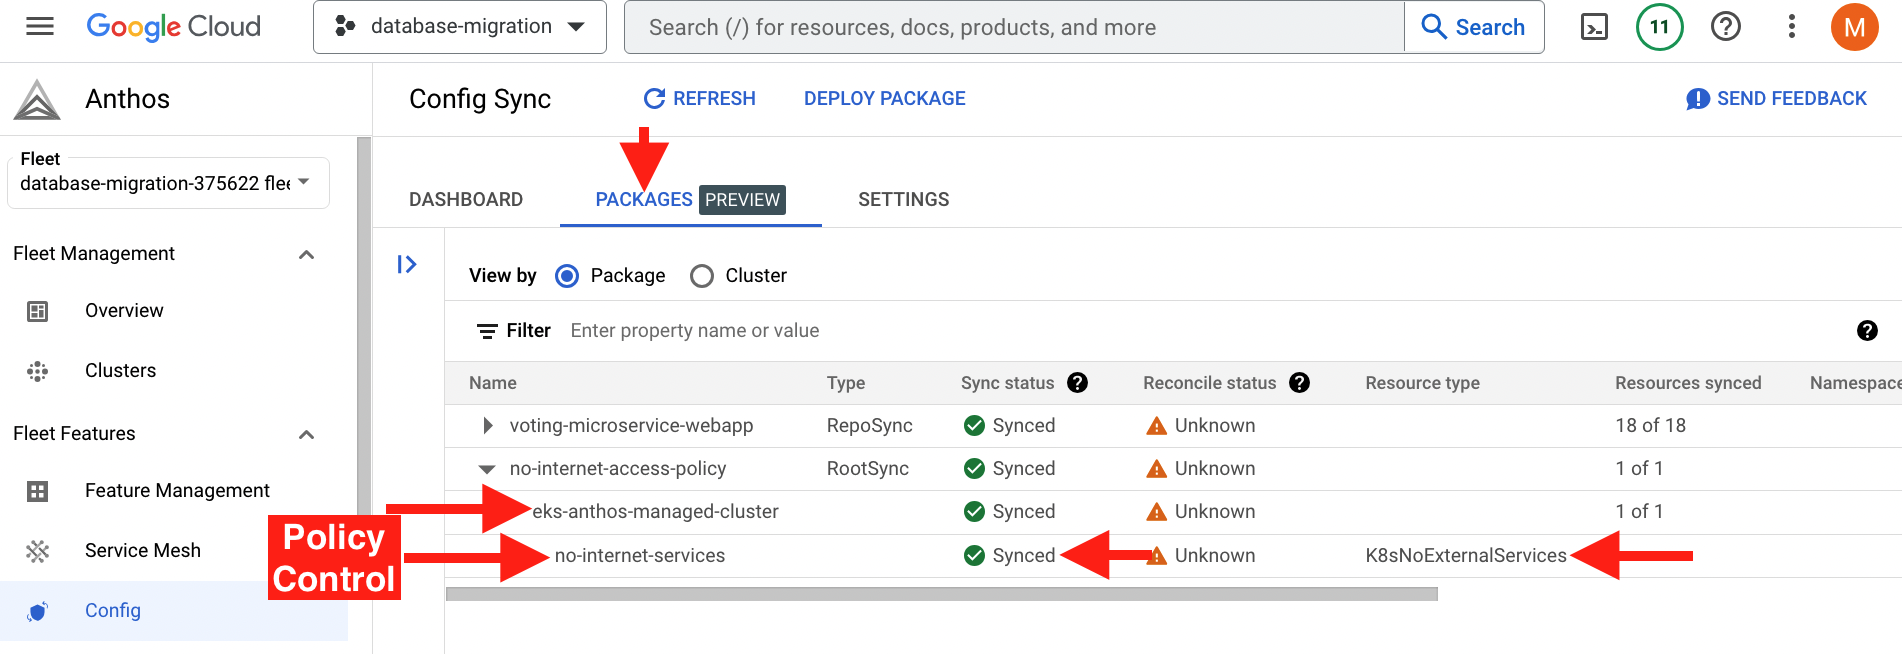 Google Cloud
database-migration
Search (/) for resources, docs, products, and more
Search
11
?
M
Anthos
Config Sync
REFRESH
DEPLOY PACKAGE
SEND FEEDBACK
Fleet
database-migration-375622 flee
DASHBOARD
PACKAGES PREVIEW
SETTINGS
Fleet Management
Overview
Clusters
Fleet Features
Feature Management
Service Mesh
Config
View by Package Cluster
Filter Enter property name or value ?
Name Type Sync status ? Reconcile status ? Resource type Resources synced Namespace
voting-microservice-webapp RepoSync Synced Unknown 18 of 18
no-internet-access-policy RootSync Synced Unknown 1 of 1
eks-anthos-managed-cluster Synced Unknown 1 of 1
no-internet-services Synced Unknown K8sNoExternalServices
Policy
Control